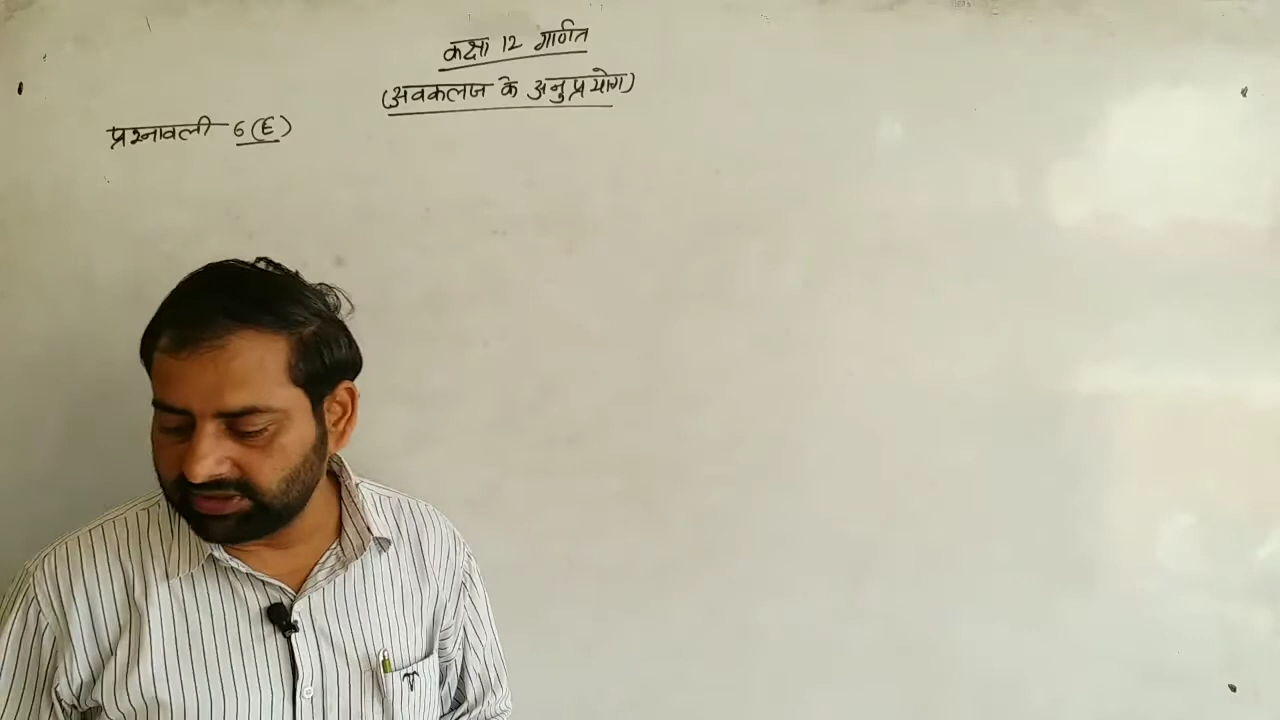 कक्षा 12 गणित
(अवकलज के अनुप्रयोग)
प्रश्नावली 6(E)